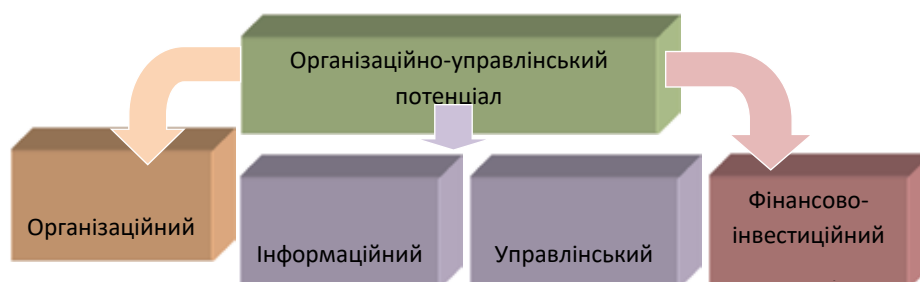 Організаційно-управлінський
потенціал
Організаційний
Інформаційний
Управлінський
Фінансово-
інвестиційний